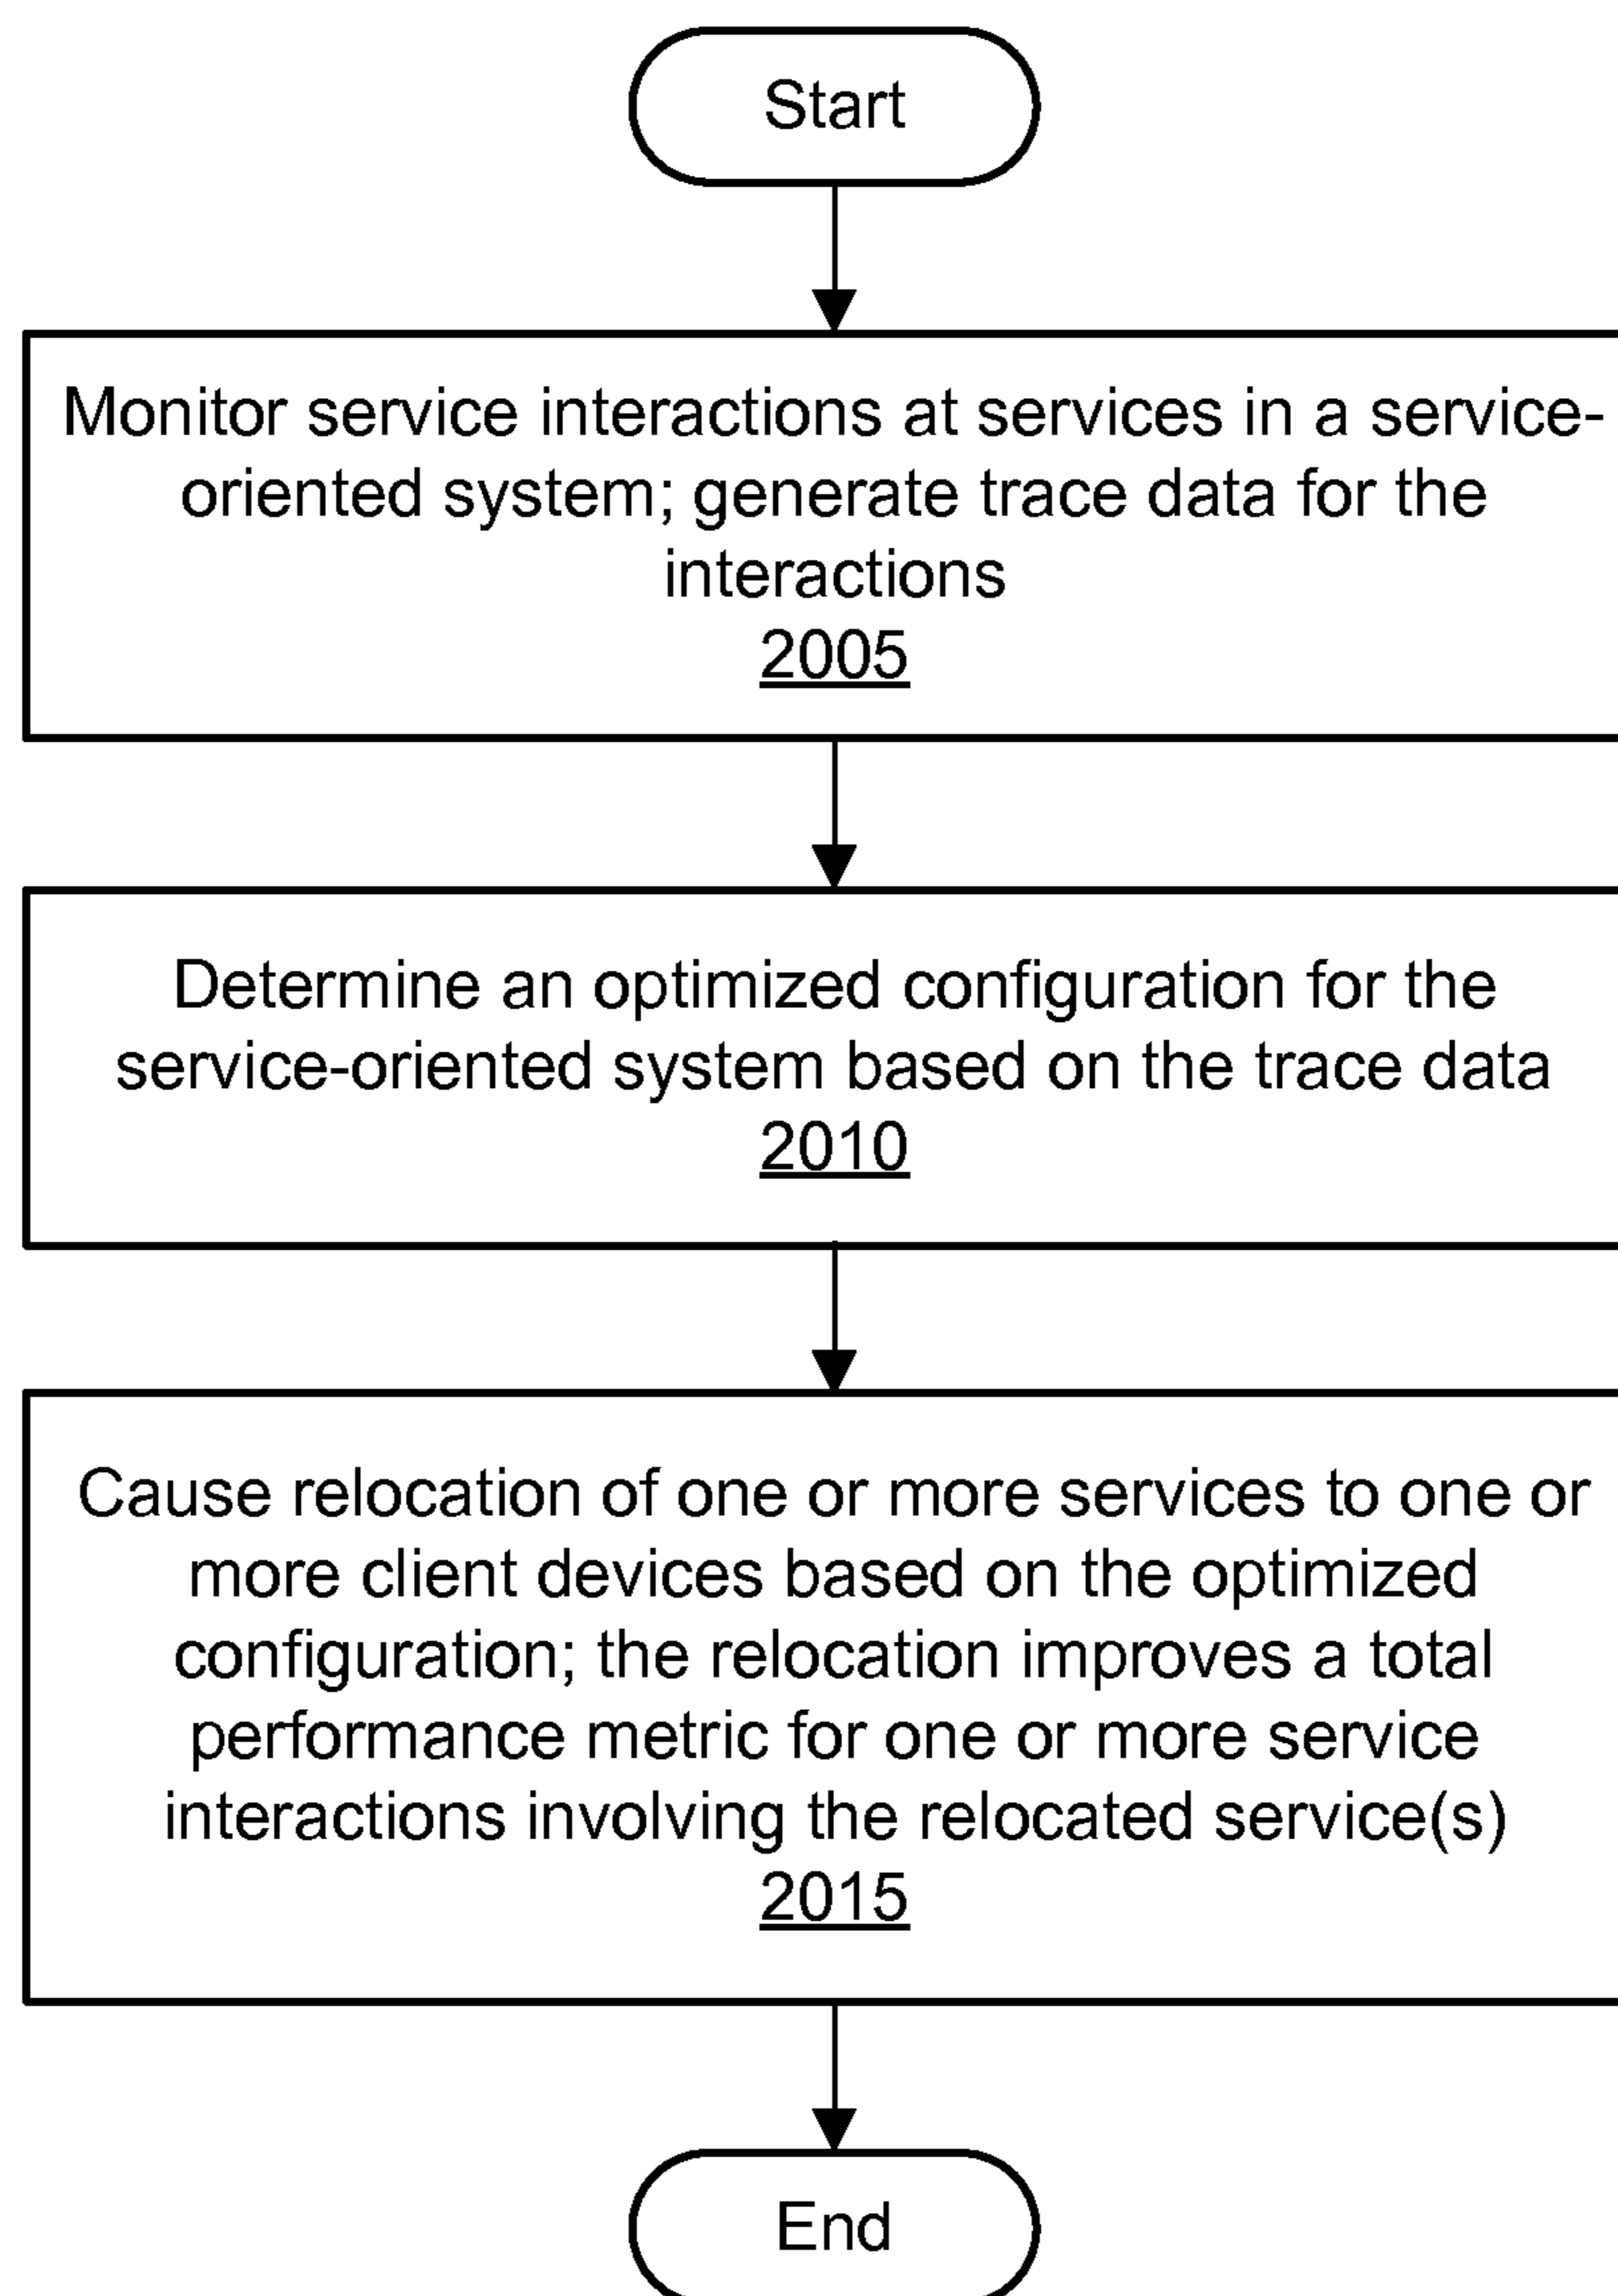 Start
Monitor service interactions at services in a service-
oriented system; generate trace data for the
interactions
2005
Determine an optimized configuration for the
service-oriented system based on the trace data
2010
Cause relocation of one or more services to one or
more client devices based on the optimized
configuration; the relocation improves a total
performance metric for one or more service
interactions involving the relocated service(s)
2015
End